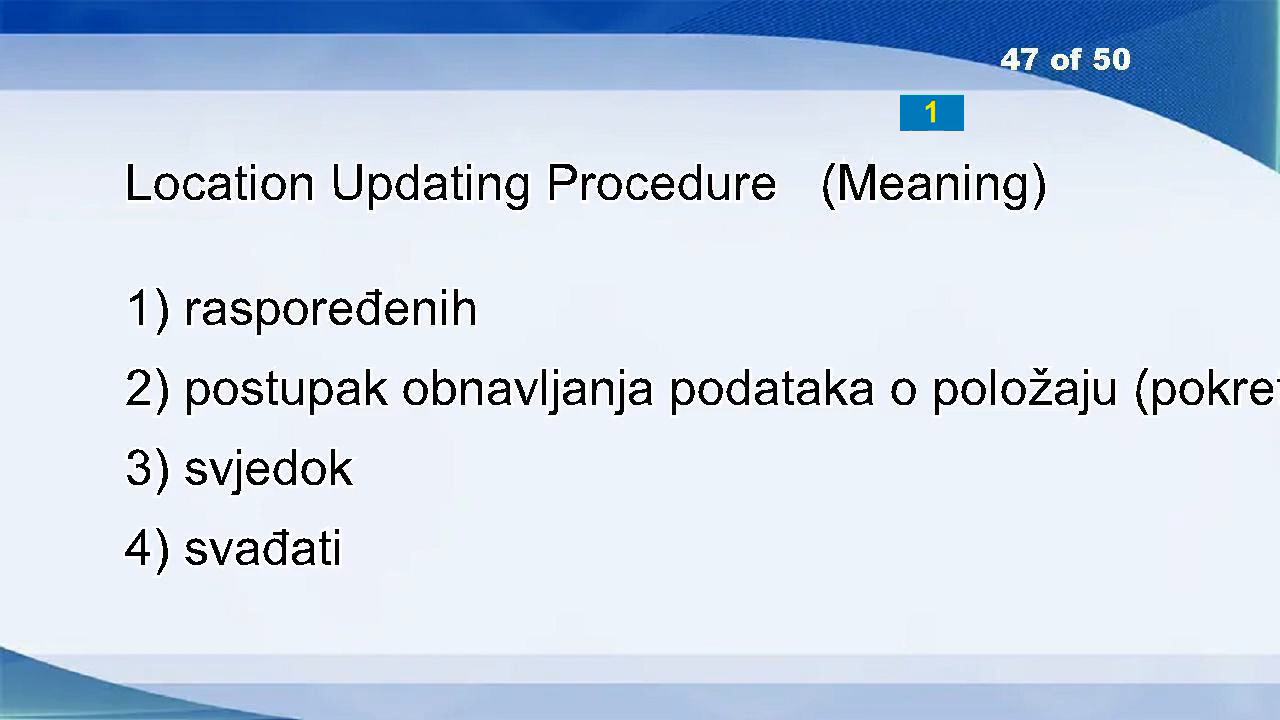 47 of 50
1
Location Updating Procedure (Meaning)
1) raspoređenih
2) postupak obnavljanja podataka o položaju
3) svjedok
4) svađati